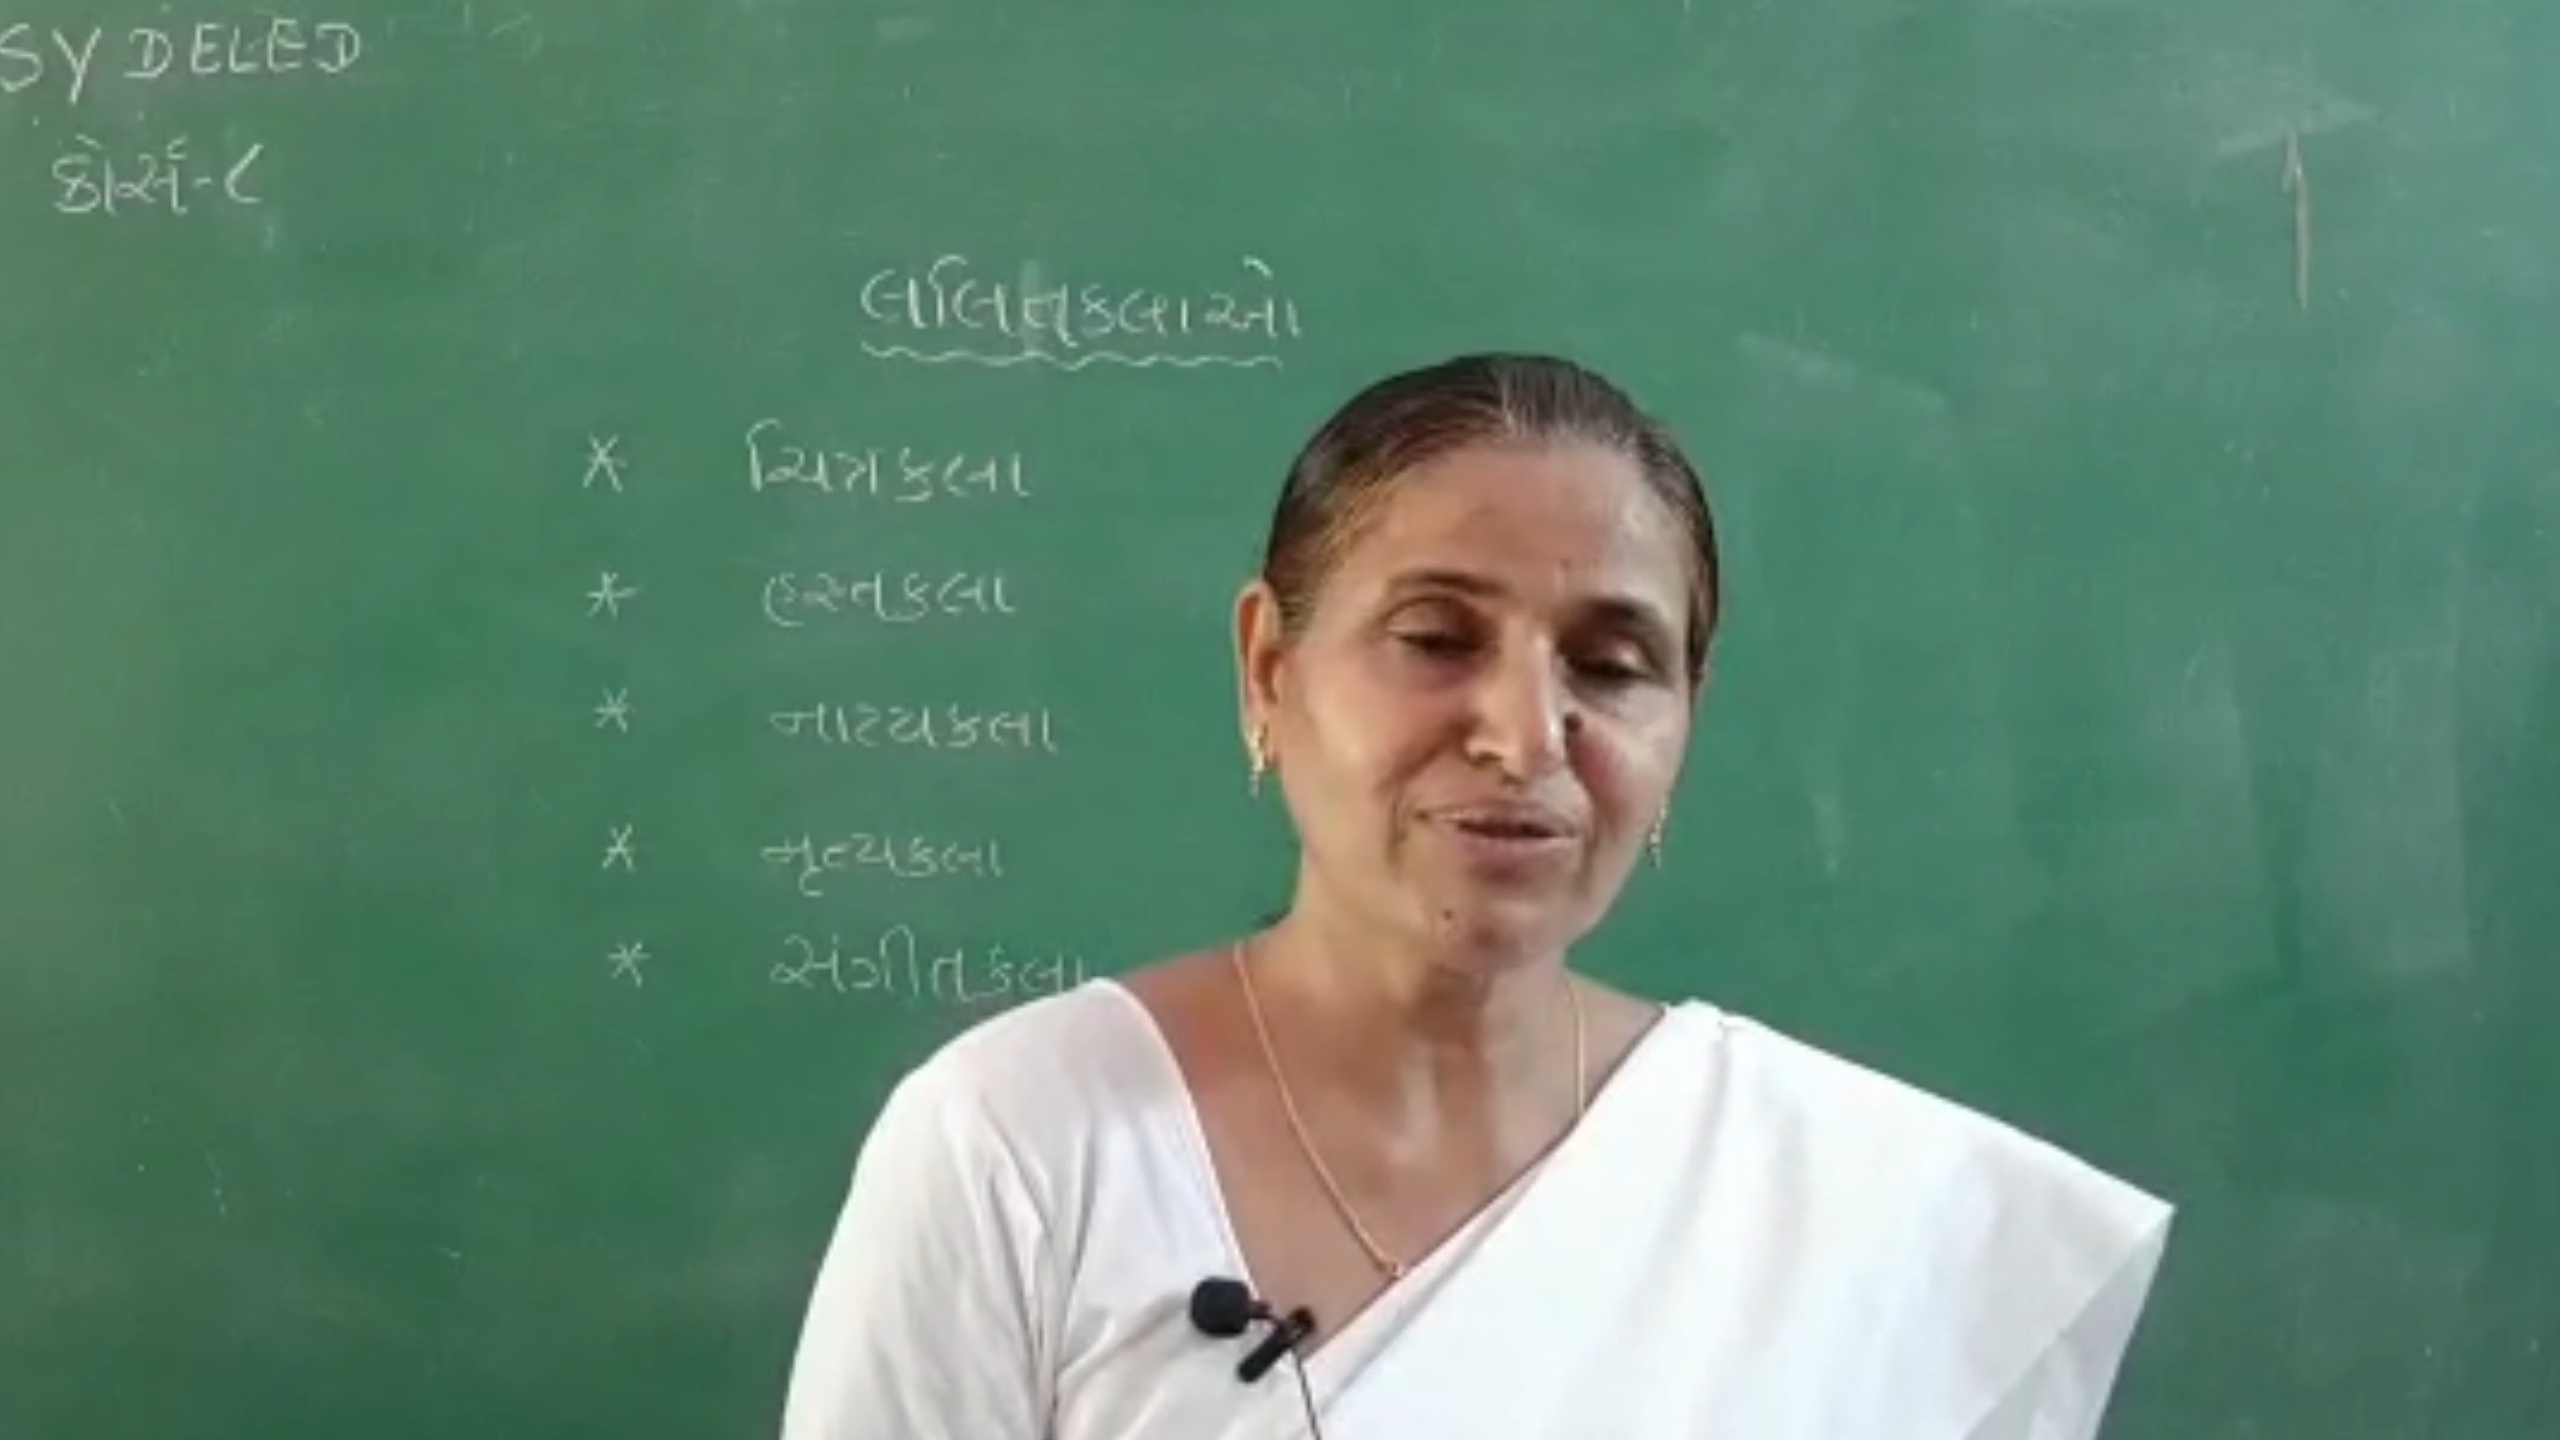 SY DELED
કોર્સ-૮
લલિતકલાઓ
* ચિત્રકલા
* હસ્તકલા
* નાટ્યકલા
* નૃત્યકલા
* સંગીતકલા